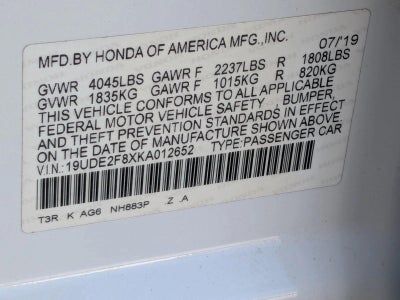 MFD.BY HONDA OF AMERICA MFG.,INC. 07/'19
GVWR 4045LBS GAWR F 2237LBS R 1808LBS
GVWR 1835KG GAWR F 1015KG R 820KG
THIS VEHICLE CONFORMS TO ALL APPLICABLE
FEDERAL MOTOR VEHICLE SAFETY , BUMPER,
AND THEFT PREVENTION STANDARDS IN EFFECT
ON THE DATE OF MANUFACTURE SHOWN ABOVE.
V.I.N.:19UDE2F8XKA012652 TYPE:PASSENGER CAR
T3R K AG6 NH883P .Z .A